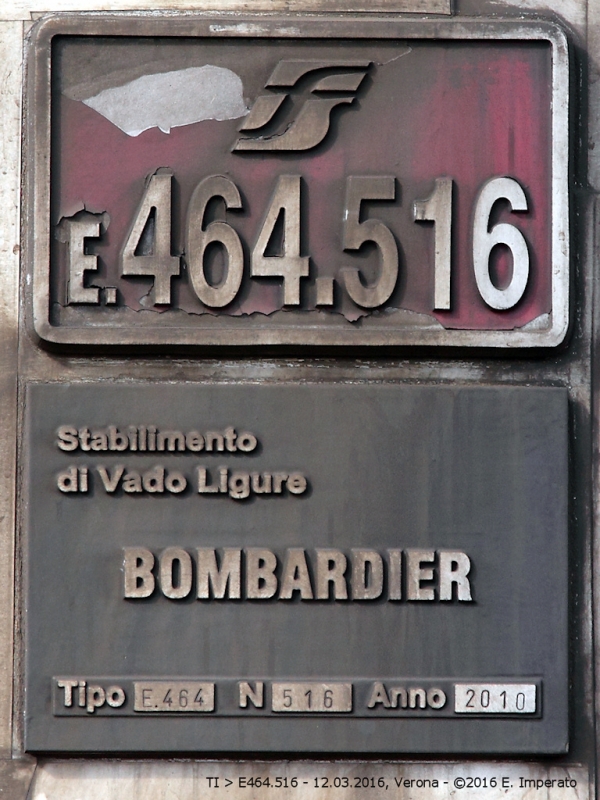 E.464.516
Stabilimento
di Vado Ligure
BOMBARDIER
Tipo E.464 N 516 Anno 2010
TI > E464.516 - 12.03.2016, Verona - ©2016 E. Imperato